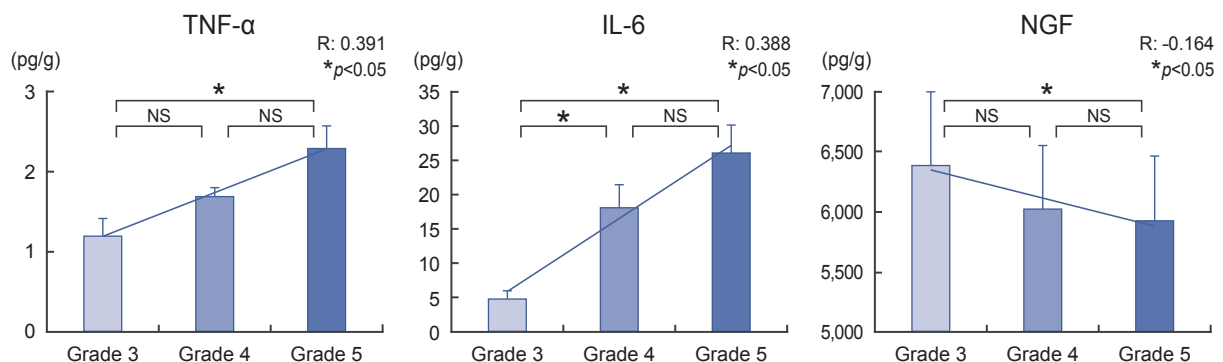 TNF-α
R: 0.391
(pg/g)
*p<0.05
3
2
1
0
*
NS
NS
Grade 3 Grade 4 Grade 5
IL-6
R: 0.388
(pg/g)
*p<0.05
35
30
25
20
15
10
5
0
*
*
NS
Grade 3 Grade 4 Grade 5
NGF
R: -0.164
(pg/g)
*p<0.05
7,000
6,500
6,000
5,500
5,000
*
NS
NS
Grade 3 Grade 4 Grade 5